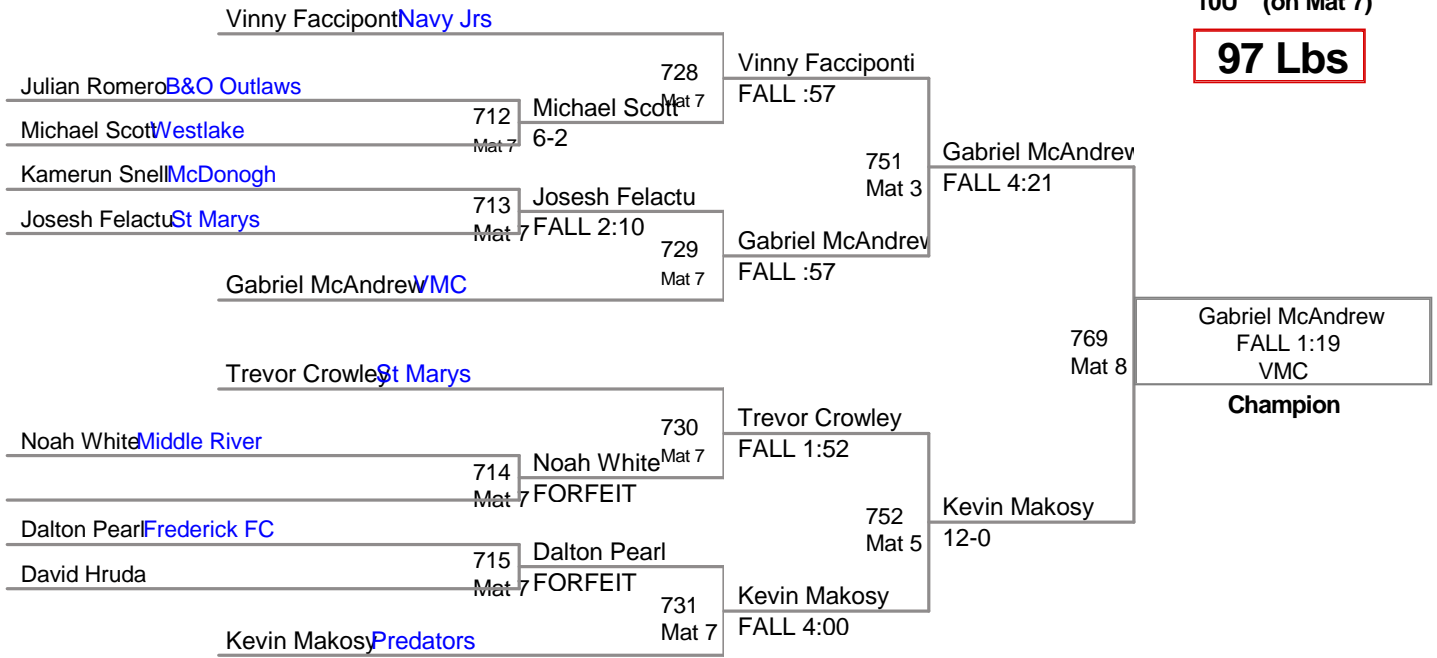 10U (on Mat 7)
97 Lbs
Vinny Faccipont Navy Jrs
Julian Romero B&O Outlaws
Michael Scott Westlake
712
Mat 7
Michael Scott
6-2
728
Mat 7
Vinny Facciponti
FALL :57
Kamerun Snell McDonogh
Josesh Felactu St Marys
713
Mat 7
Josesh Felactu
FALL 2:10
Gabriel McAndrew VMC
729
Mat 7
Gabriel McAndrew
FALL :57
751
Mat 3
Gabriel McAndrew
FALL 4:21
Trevor Crowley St Marys
Noah White Middle River
714
Mat 7
Noah White
FORFEIT
730
Mat 7
Trevor Crowley
FALL 1:52
Dalton Pearl Frederick FC
David Hruda
715
Mat 7
Dalton Pearl
FORFEIT
Kevin Makosy Predators
731
Mat 7
Kevin Makosy
FALL 4:00
752
Mat 5
Kevin Makosy
12-0
769
Mat 8
Gabriel McAndrew
FALL 1:19
VMC
Champion